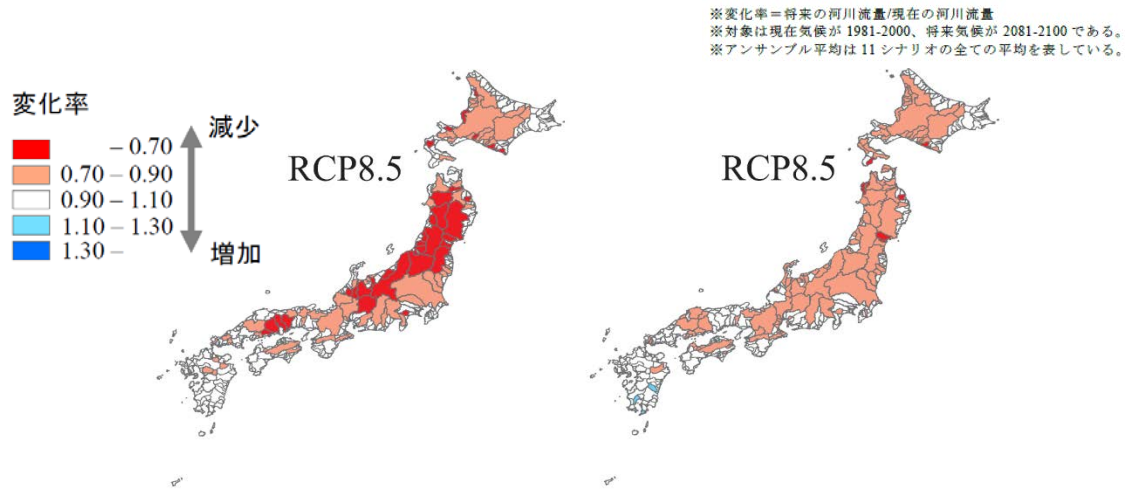 ※変化率＝将来の河川流量/現在の河川流量
※対象は現在気候が 1981-2000、将来気候が 2081-2100 である。
※アンサンブル平均は 11 シナリオの全ての平均を表している。
変化率
減少
– 0.70
0.70 – 0.90
0.90 – 1.10
1.10 – 1.30
1.30 –
増加
RCP8.5
RCP8.5